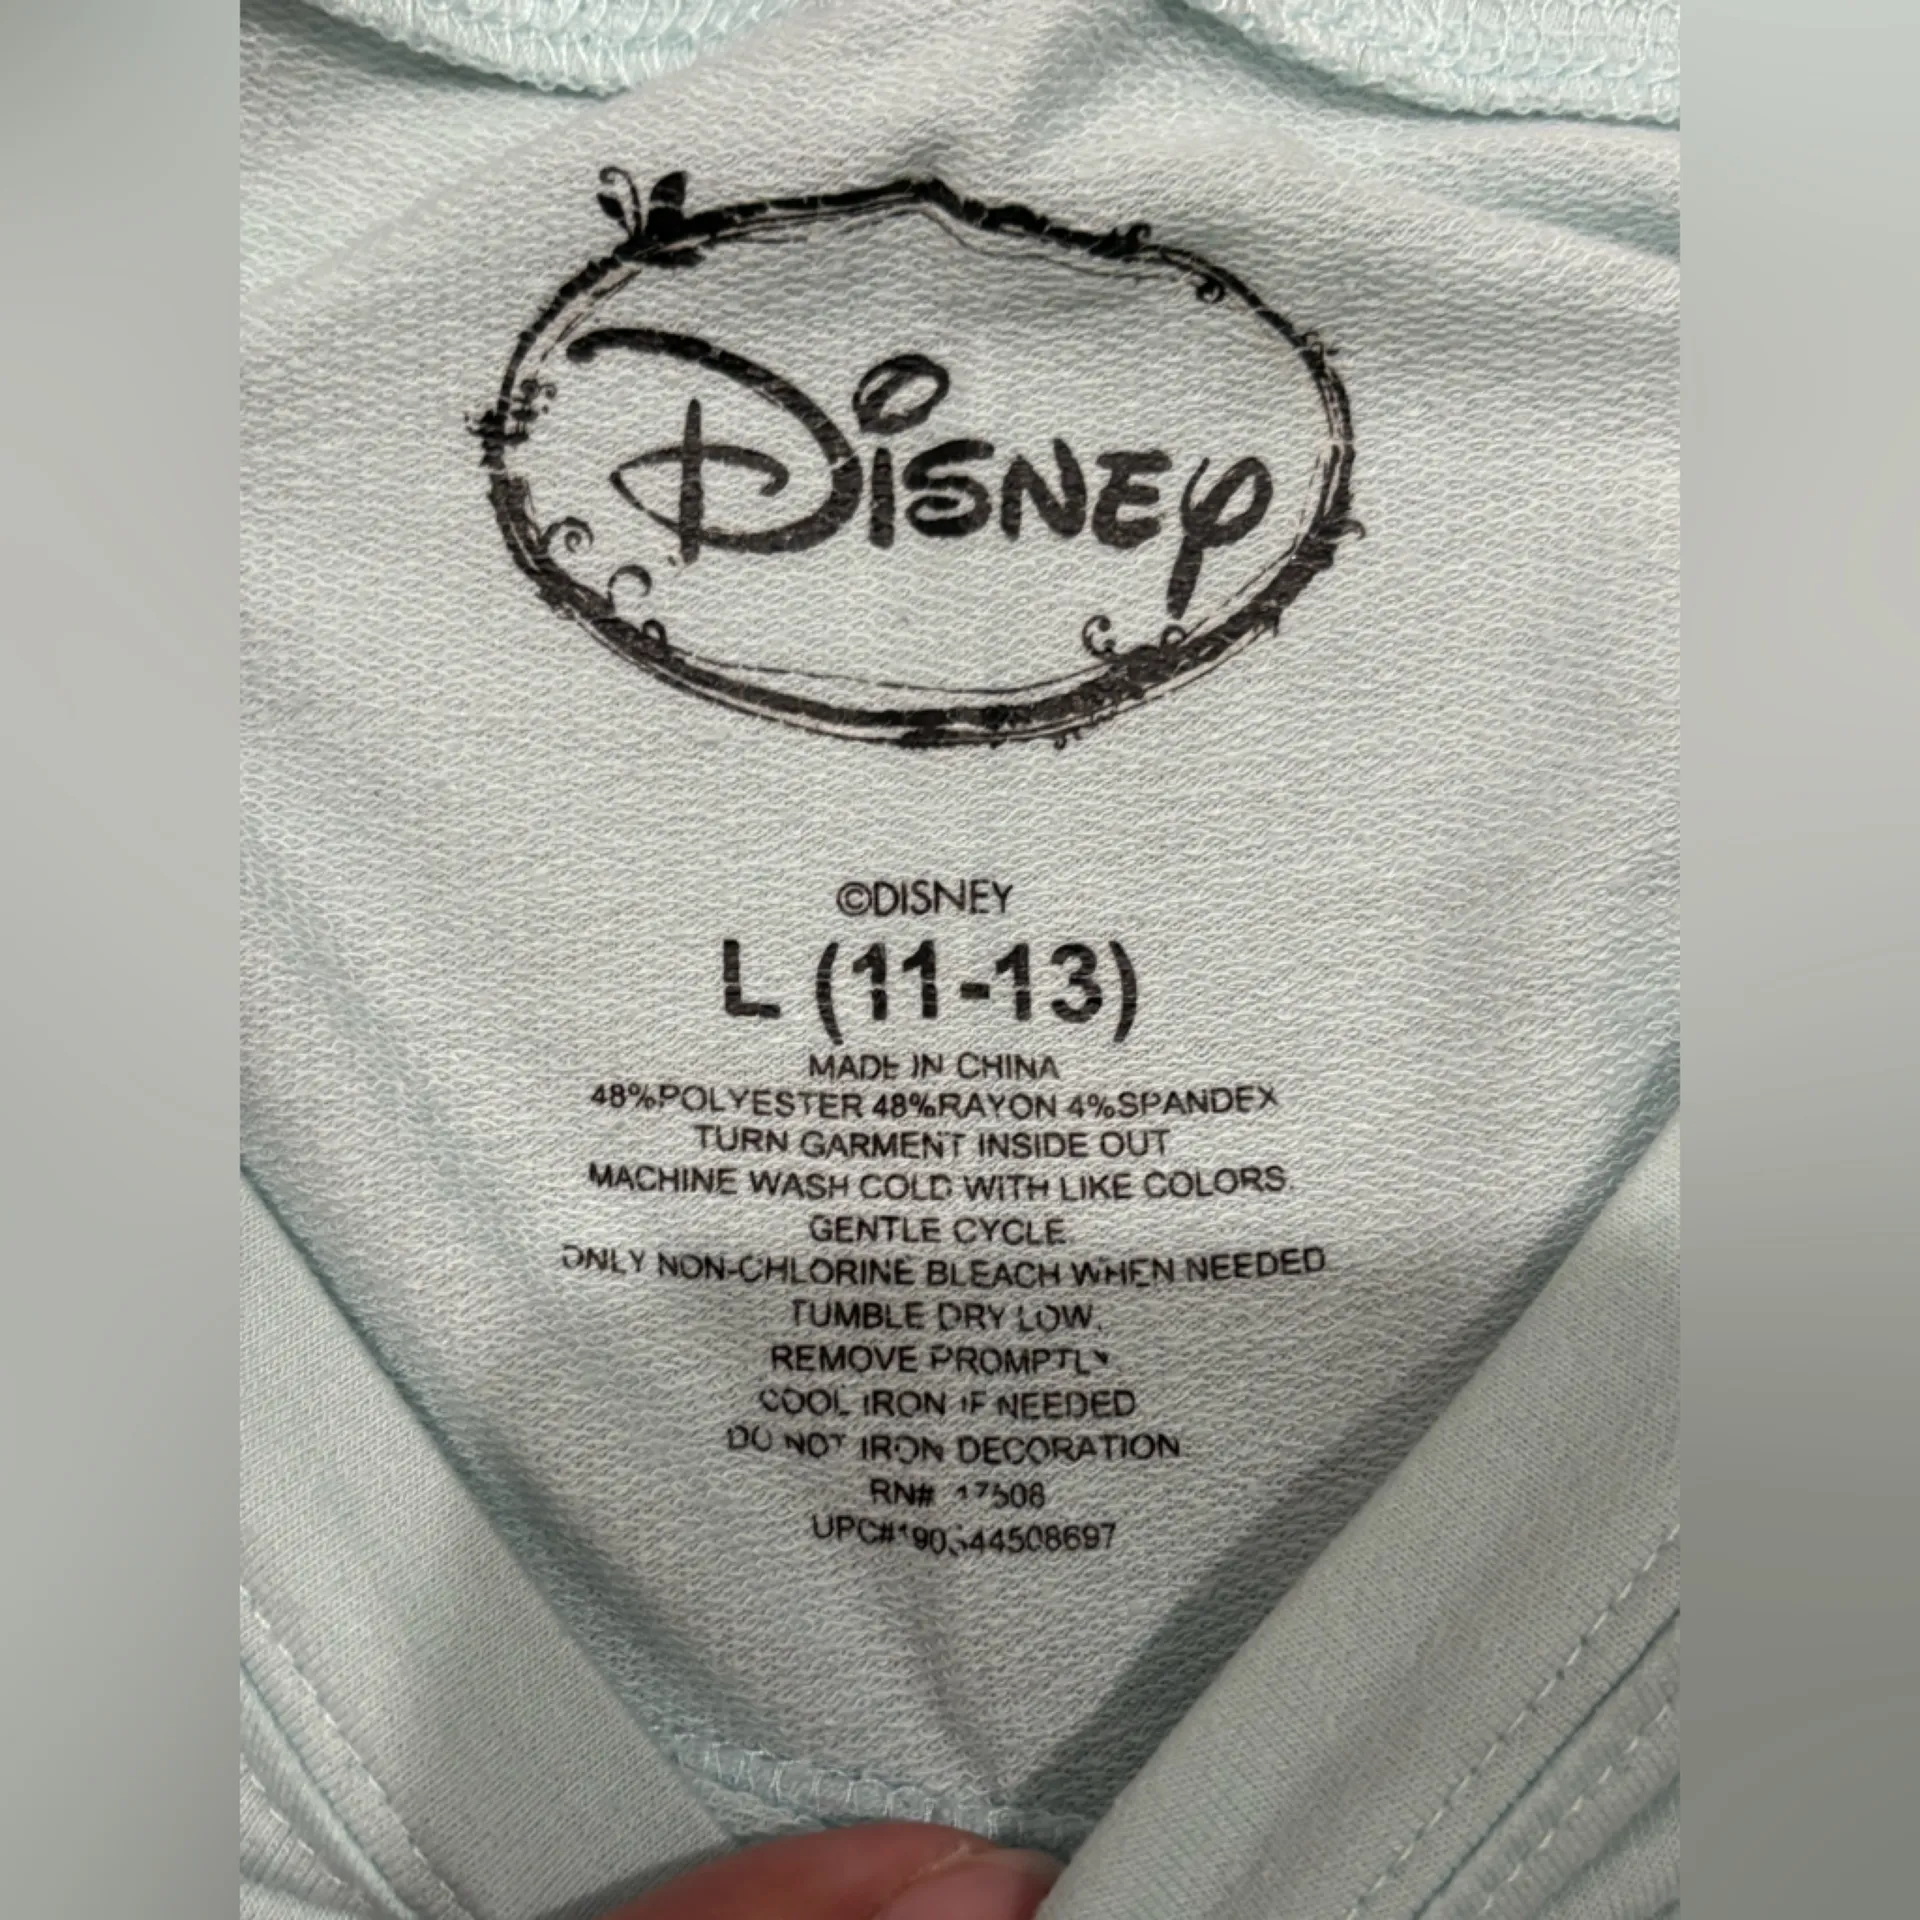 Disney
©DISNEY
L (11-13)
MADE IN CHINA
48%POLYESTER 48%RAYON 4%SPANDEX
TURN GARMENT INSIDE OUT
MACHINE WASH COLD WITH LIKE COLORS.
GENTLE CYCLE.
ONLY NON-CHLORINE BLEACH WHEN NEEDED
TUMBLE DRY LOW.
REMOVE PROMPTLY
COOL IRON IF NEEDED
DO NOT IRON DECORATION
RN# 17508
UPC#